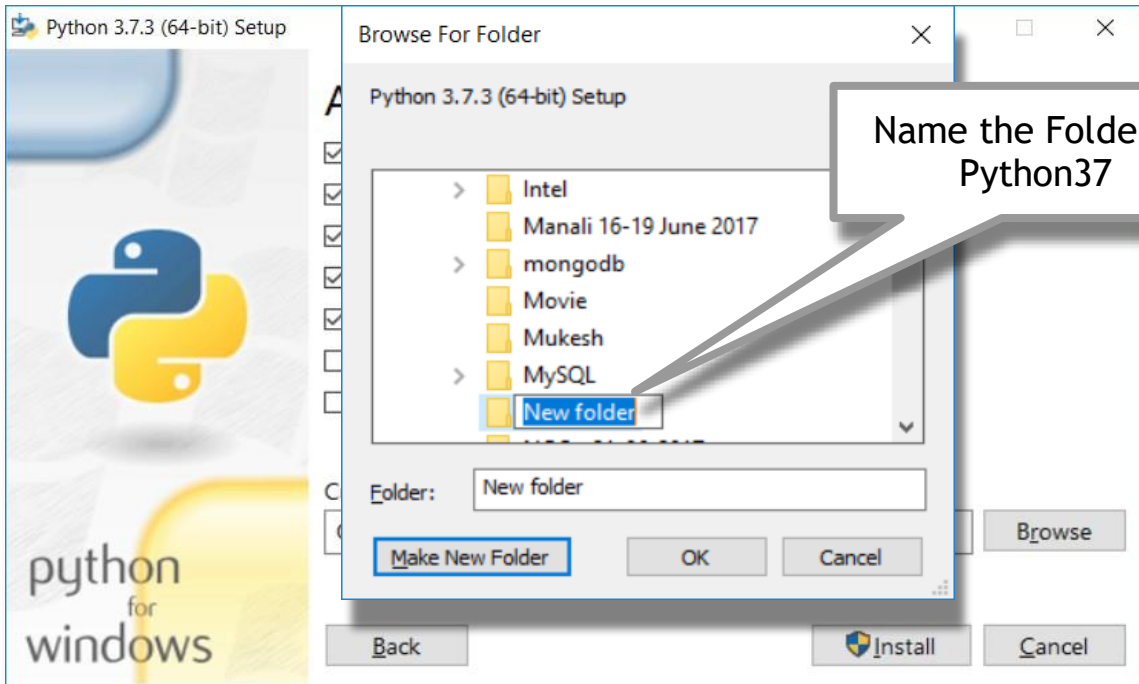 Python 3.7.3 (64-bit) Setup
Browse For Folder
Python 3.7.3 (64-bit) Setup
Name the Folde
Python37
Intel
Manali 16-19 June 2017
mongodb
Movie
Mukesh
MySQL
New folder
Folder:
New folder
Make New Folder
OK
Cancel
Browse
python
for
windows
Back
Install
Cancel